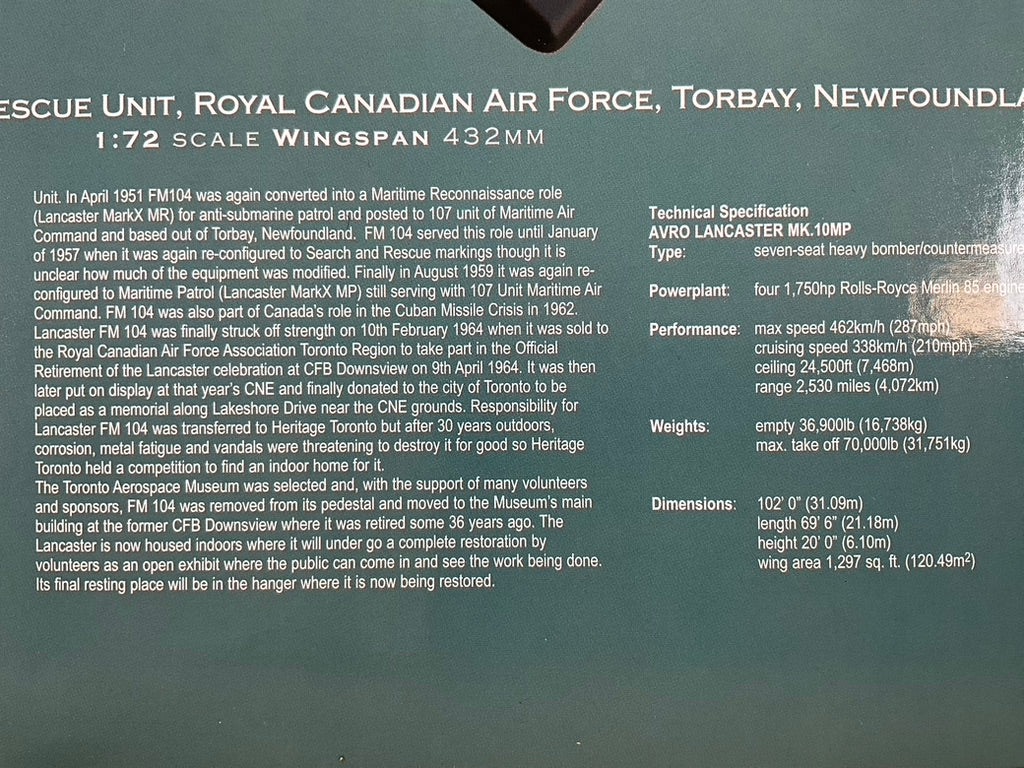 ESCUE UNIT, ROYAL CANADIAN AIR FORCE, TORBAY, NEWFOUNDLA
1:72 SCALE WINGSPAN 432MM
Unit. In April 1951 FM104 was again converted into a Maritime Reconnaissance role
(Lancaster MarkX MR) for anti-submarine patrol and posted to 107 unit of Maritime Air
Command and based out of Torbay, Newfoundland. FM 104 served this role until January
of 1957 when it was again re-configured to Search and Rescue markings though it is
unclear how much of the equipment was modified. Finally in August 1959 it was again re-
configured to Maritime Patrol (Lancaster MarkX MP) still serving with 107 Unit Maritime Air
Command. FM 104 was also part of Canada's role in the Cuban Missile Crisis in 1962.
Lancaster FM 104 was finally struck off strength on 10th February 1964 when it was sold to
the Royal Canadian Air Force Association Toronto Region to take part in the Official
Retirement of the Lancaster celebration at CFB Downsview on 9th April 1964. It was then
later put on display at that year's CNE and finally donated to the city of Toronto to be
placed as a memorial along Lakeshore Drive near the CNE grounds. Responsibility for
Lancaster FM 104 was transferred to Heritage Toronto but after 30 years outdoors,
corrosion, metal fatigue and vandals were threatening to destroy it for good so Heritage
Toronto held a competition to find an indoor home for it.
The Toronto Aerospace Museum was selected and, with the support of many volunteers
and sponsors, FM 104 was removed from its pedestal and moved to the Museum's main
building at the former CFB Downsview where it was retired some 36 years ago. The
Lancaster is now housed indoors where it will under go a complete restoration by
volunteers as an open exhibit where the public can come in and see the work being done.
Its final resting place will be in the hanger where it is now being restored.
Technical Specification
AVRO LANCASTER MK.10MP
Type: seven-seat heavy bomber/countermeasure
Powerplant: four 1,750hp Rolls-Royce Merlin 85 engine
Performance: max speed 462km/h (287mph)
cruising speed 338km/h (210mph)
ceiling 24,500ft (7,468m)
range 2,530 miles (4,072km)
Weights: empty 36,900lb (16,738kg)
max. take off 70,000lb (31,751kg)
Dimensions: 102' 0" (31.09m)
length 69' 6" (21.18m)
height 20' 0" (6.10m)
wing area 1,297 sq. ft. (120.49m²)